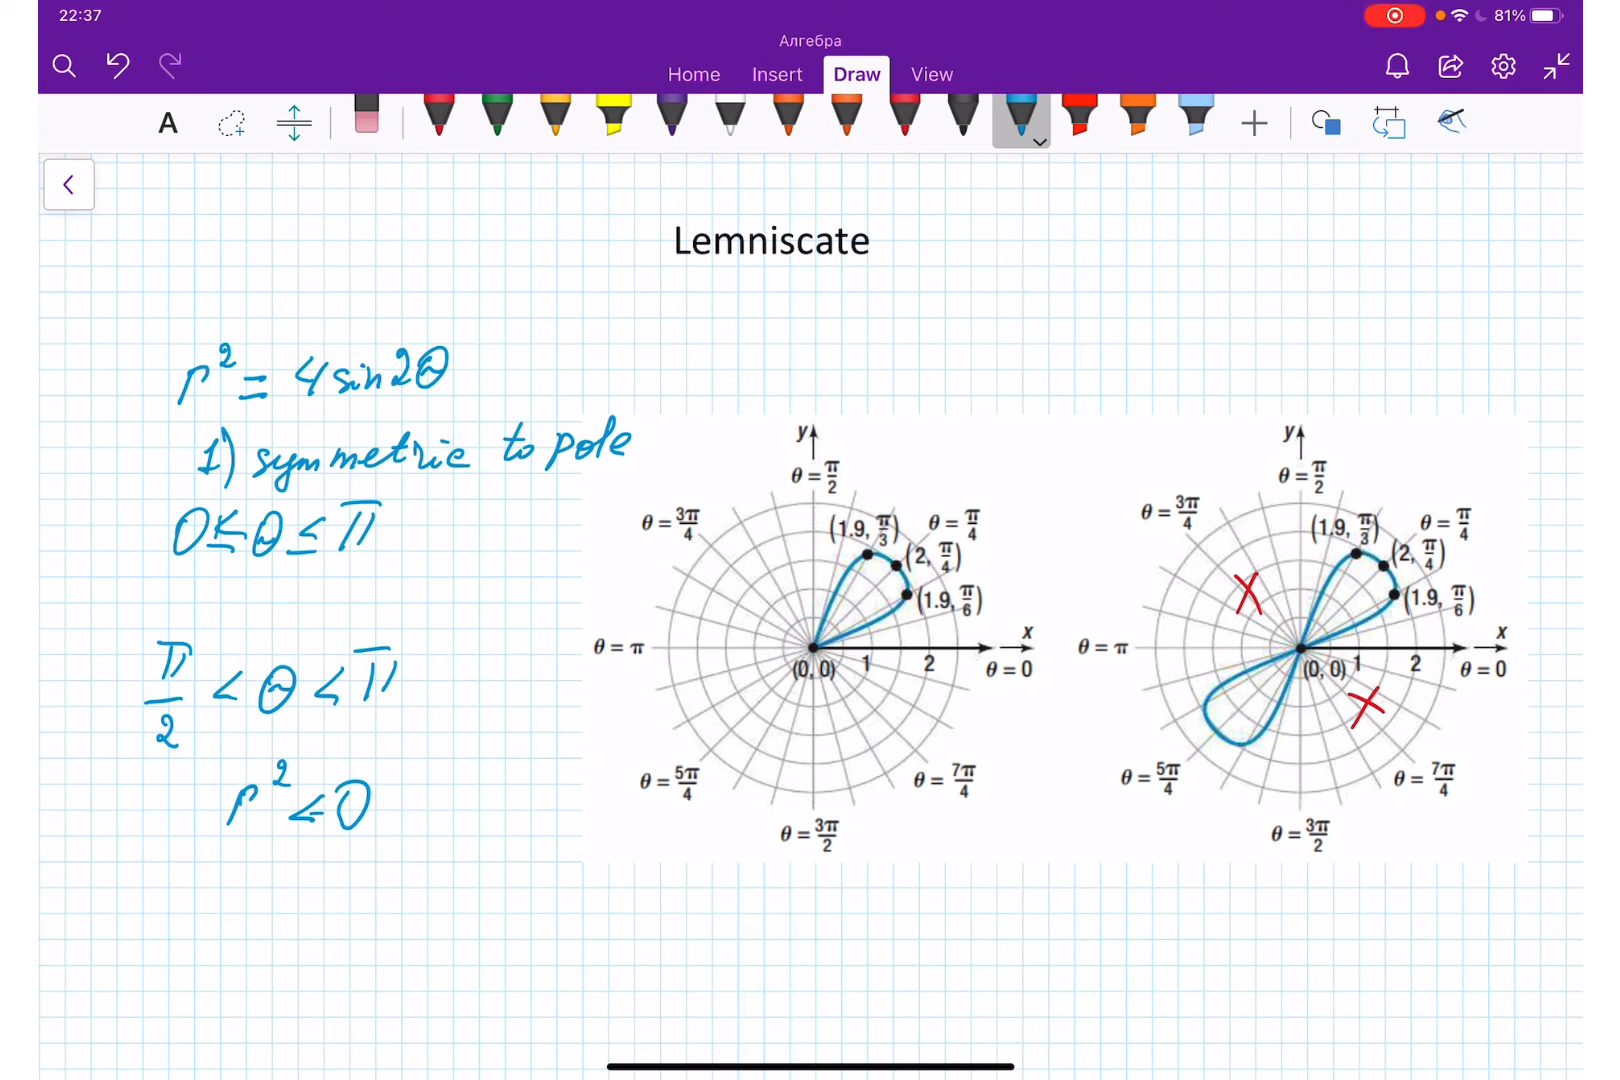 22:37
81%
Алгебра
Home Insert Draw View
A
Lemniscate
r² = 4 sin 2θ
1) symmetric to pole
0 ≤ θ ≤ π
π/2 < θ < π
r² < 0
y
θ = π/2
θ = 3π/4
(1.9, π/3)
θ = π/4
(2, π/4)
(1.9, π/6)
x
θ = π
(0, 0)
1
2
θ = 0
θ = 5π/4
θ = 7π/4
θ = 3π/2
y
θ = π/2
θ = 3π/4
(1.9, π/3)
θ = π/4
(2, π/4)
(1.9, π/6)
x
θ = π
(0, 0)
1
2
θ = 0
θ = 5π/4
θ = 7π/4
θ = 3π/2